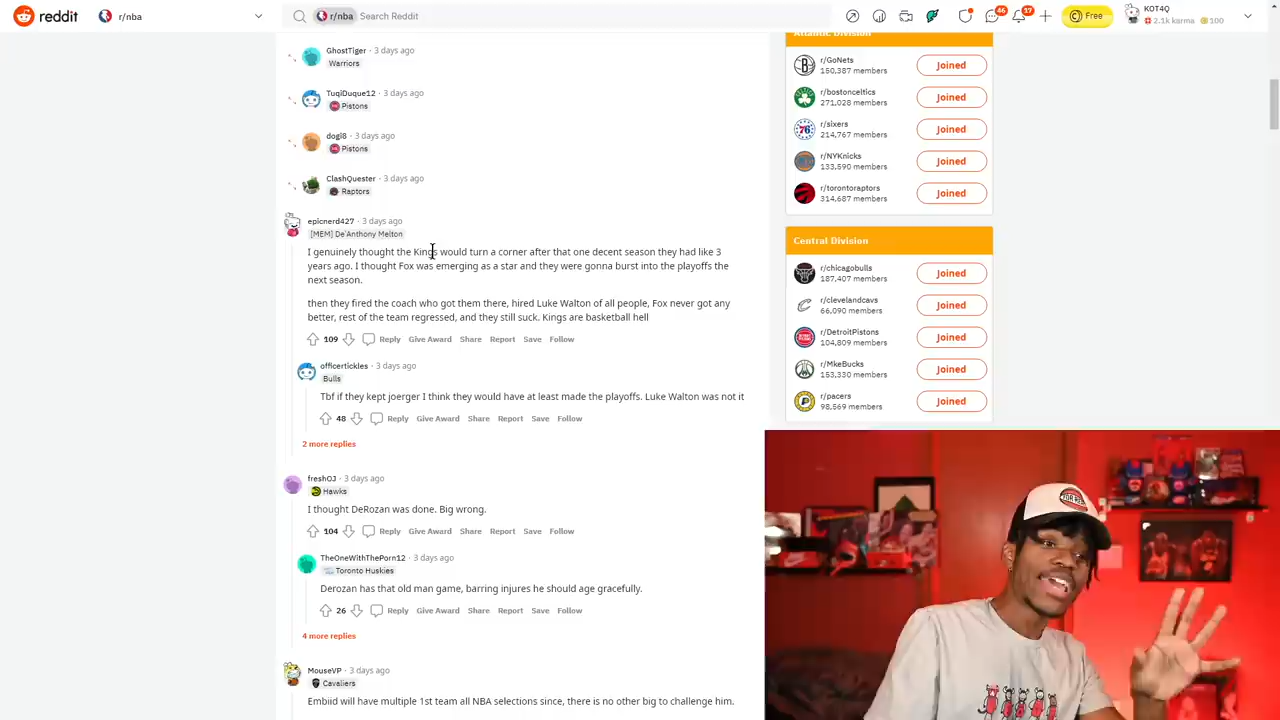 reddit
r/nba
r/nba Search Reddit
46
17
Free
KOT4Q
2.1k karma 100
GhostTiger · 3 days ago
Warriors
TuqiDuque12 · 3 days ago
Pistons
dogi8 · 3 days ago
Pistons
ClashQuester · 3 days ago
Raptors
epicnerd427 · 3 days ago
[MEM] De'Anthony Melton
I genuinely thought the Kings would turn a corner after that one decent season they had like 3
years ago. I thought Fox was emerging as a star and they were gonna burst into the playoffs the
next season.
then they fired the coach who got them there, hired Luke Walton of all people, Fox never got any
better, rest of the team regressed, and they still suck. Kings are basketball hell
109 Reply Give Award Share Report Save Follow
officertickles · 3 days ago
Bulls
Tbf if they kept joerger I think they would have at least made the playoffs. Luke Walton was not it
48 Reply Give Award Share Report Save Follow
2 more replies
freshOJ · 3 days ago
Hawks
I thought DeRozan was done. Big wrong.
104 Reply Give Award Share Report Save Follow
TheOneWithThePorn12 · 3 days ago
Toronto Huskies
Derozan has that old man game, barring injures he should age gracefully.
26 Reply Give Award Share Report Save Follow
4 more replies
MouseVP · 3 days ago
Cavaliers
Embiid will have multiple 1st team all NBA selections since, there is no other big to challenge him.
Atlantic Division
r/GoNets
150,387 members
Joined
r/bostonceltics
271,028 members
Joined
r/sixers
214,767 members
Joined
r/NYKnicks
133,590 members
Joined
r/torontoraptors
314,687 members
Joined
Central Division
r/chicagobulls
187,407 members
Joined
r/clevelandcavs
66,090 members
Joined
r/DetroitPistons
104,809 members
Joined
r/MkeBucks
153,330 members
Joined
r/pacers
98,569 members
Joined